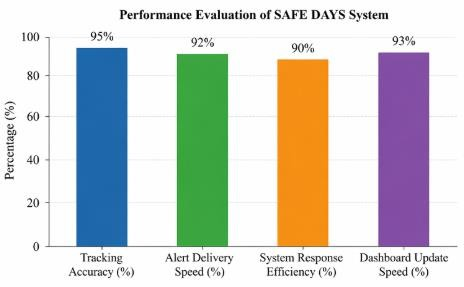 Performance Evaluation of SAFE DAYS System
Percentage (%)
100
80
60
40
20
0
95%
92%
90%
93%
Tracking
Accuracy (%)
Alert Delivery
Speed (%)
System Response
Efficiency (%)
Dashboard Update
Speed (%)